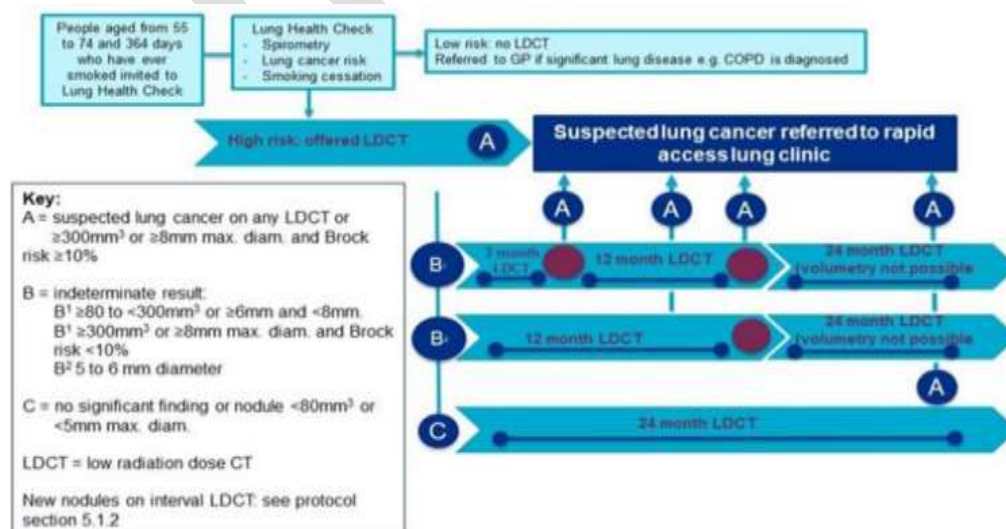 People aged from 55
to 74 and 364 days
who have ever
smoked invited to
Lung Health Check
Lung Health Check
- Spirometry
- Lung cancer risk
- Smoking cessation
Low risk: no LDCT
Referred to GP if significant lung disease e.g. COPD is diagnosed
High risk: offered LDCT
A
Suspected lung cancer referred to rapid
access lung clinic
Key:
A = suspected lung cancer on any LDCT or
≥300mm³ or ≥8mm max. diam. and Brock
risk ≥10%
B = indeterminate result:
B¹ ≥80 to <300mm³ or ≥6mm and <8mm.
B¹ ≥300mm³ or ≥8mm max. diam. and Brock
risk <10%
B² 5 to 6 mm diameter
C = no significant finding or nodule <80mm³ or
<5mm max. diam.
LDCT = low radiation dose CT
New nodules on interval LDCT: see protocol
section 5.1.2
A
A
A
A
B
3 month
LDCT
12 month LDCT
24 month LDCT
(volumetry not possible
B
12 month LDCT
24 month LDCT
(volumetry not possible
A
C
24 month LDCT